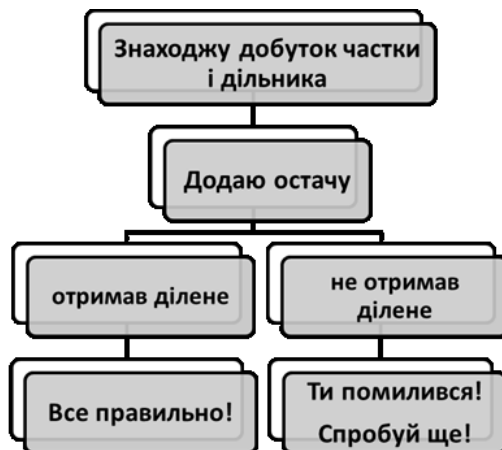 Знаходжу добуток частки
і дільника
Додаю остачу
отримав ділене
не отримав
ділене
Все правильно!
Ти помилився!
Спробуй ще!